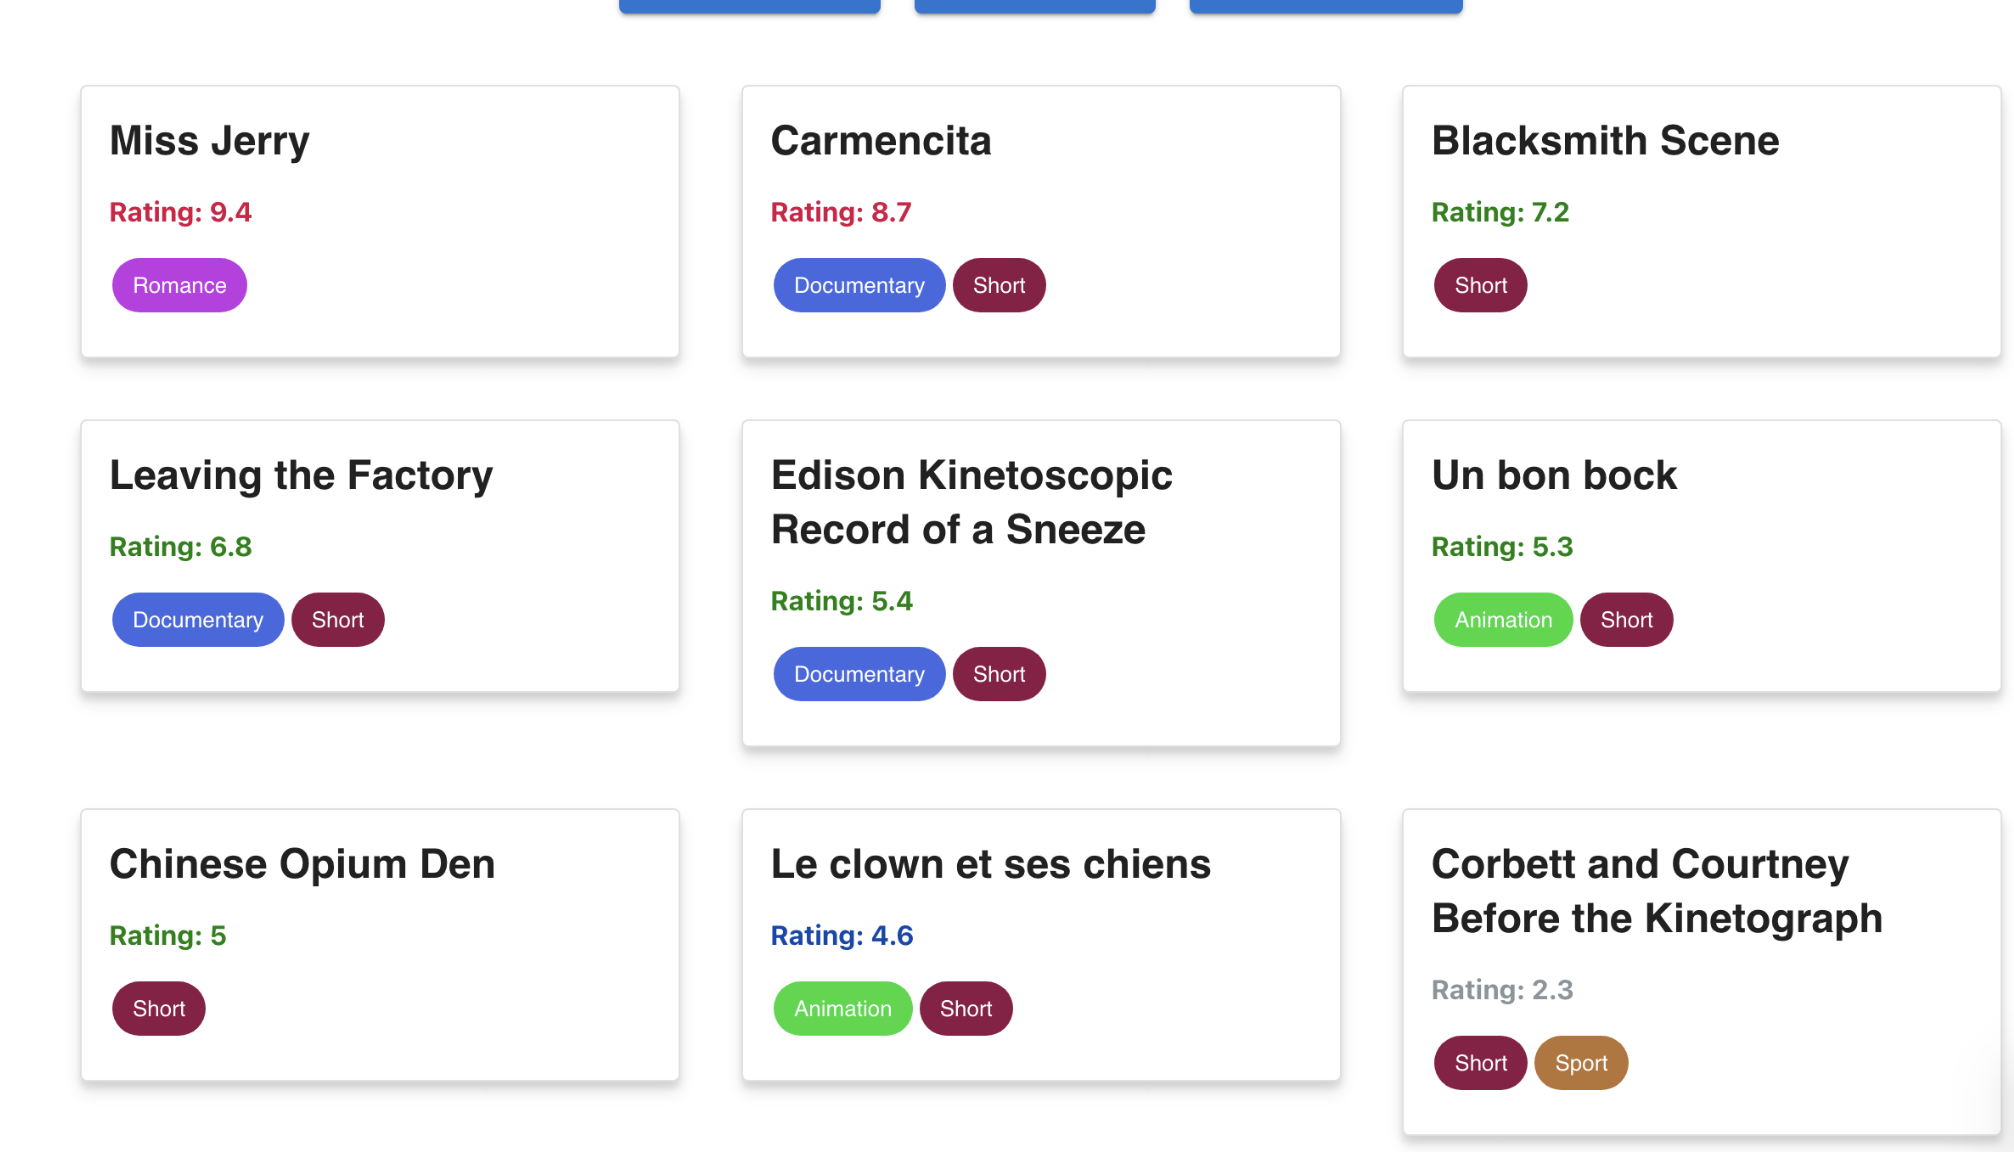 Miss Jerry
Rating: 9.4
Romance
Carmencita
Rating: 8.7
Documentary
Short
Blacksmith Scene
Rating: 7.2
Short
Leaving the Factory
Rating: 6.8
Documentary
Short
Edison Kinetoscopic
Record of a Sneeze
Rating: 5.4
Documentary
Short
Un bon bock
Rating: 5.3
Animation
Short
Chinese Opium Den
Rating: 5
Short
Le clown et ses chiens
Rating: 4.6
Animation
Short
Corbett and Courtney
Before the Kinetograph
Rating: 2.3
Short
Sport